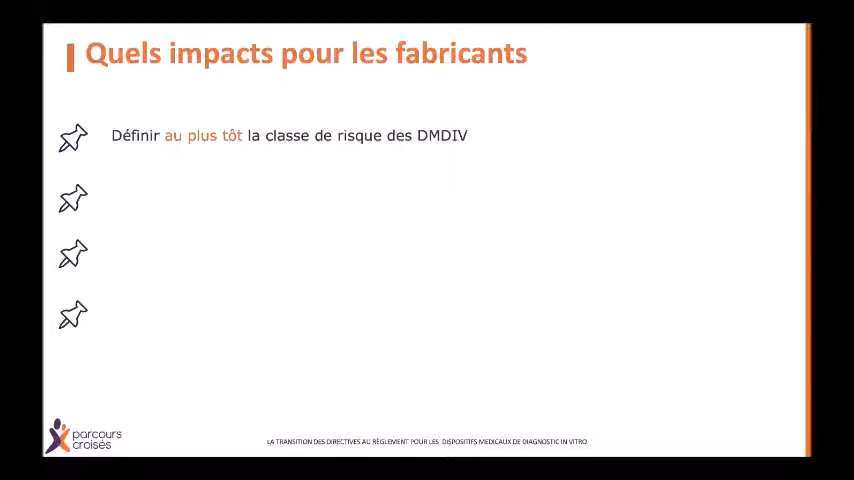 Quels impacts pour les fabricants
Définir au plus tôt la classe de risque des DMDIV
parcours
croisés
LA TRANSITION DES DIRECTIVES AU RÈGLEMENT POUR LES DISPOSITIFS MEDICAUX DE DIAGNOSTIC IN VITRO